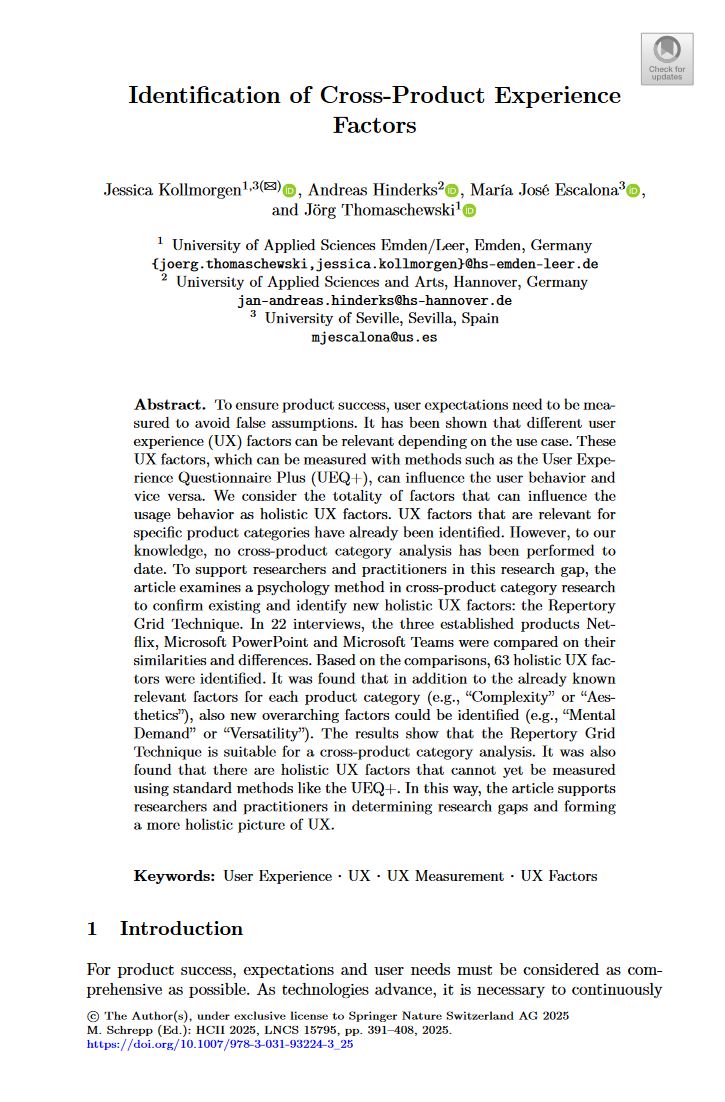 Check for
updates
Identification of Cross-Product Experience
Factors
Jessica Kollmorgen1,3(✉), Andreas Hinderks2, María José Escalona3,
and Jörg Thomaschewski1
1 University of Applied Sciences Emden/Leer, Emden, Germany
{joerg.thomaschewski,jessica.kollmorgen}@hs-emden-leer.de
2 University of Applied Sciences and Arts, Hannover, Germany
jan-andreas.hinderks@hs-hannover.de
3 University of Seville, Sevilla, Spain
mjescalona@us.es
Abstract. To ensure product success, user expectations need to be mea-
sured to avoid false assumptions. It has been shown that different user
experience (UX) factors can be relevant depending on the use case. These
UX factors, which can be measured with methods such as the User Expe-
rience Questionnaire Plus (UEQ+), can influence the user behavior and
vice versa. We consider the totality of factors that can influence the
usage behavior as holistic UX factors. UX factors that are relevant for
specific product categories have already been identified. However, to our
knowledge, no cross-product category analysis has been performed to
date. To support researchers and practitioners in this research gap, the
article examines a psychology method in cross-product category research
to confirm existing and identify new holistic UX factors: the Repertory
Grid Technique. In 22 interviews, the three established products Net-
flix, Microsoft PowerPoint and Microsoft Teams were compared on their
similarities and differences. Based on the comparisons, 63 holistic UX fac-
tors were identified. It was found that in addition to the already known
relevant factors for each product category (e.g., “Complexity” or “Aes-
thetics”), also new overarching factors could be identified (e.g., “Mental
Demand” or “Versatility”). The results show that the Repertory Grid
Technique is suitable for a cross-product category analysis. It was also
found that there are holistic UX factors that cannot yet be measured
using standard methods like the UEQ+. In this way, the article supports
researchers and practitioners in determining research gaps and forming
a more holistic picture of UX.
Keywords: User Experience · UX · UX Measurement · UX Factors
1 Introduction
For product success, expectations and user needs must be considered as com-
prehensive as possible. As technologies advance, it is necessary to continuously
© The Author(s), under exclusive license to Springer Nature Switzerland AG 2025
M. Schrepp (Ed.): HCII 2025, LNCS 15795, pp. 391–408, 2025.
https://doi.org/10.1007/978-3-031-93224-3_25